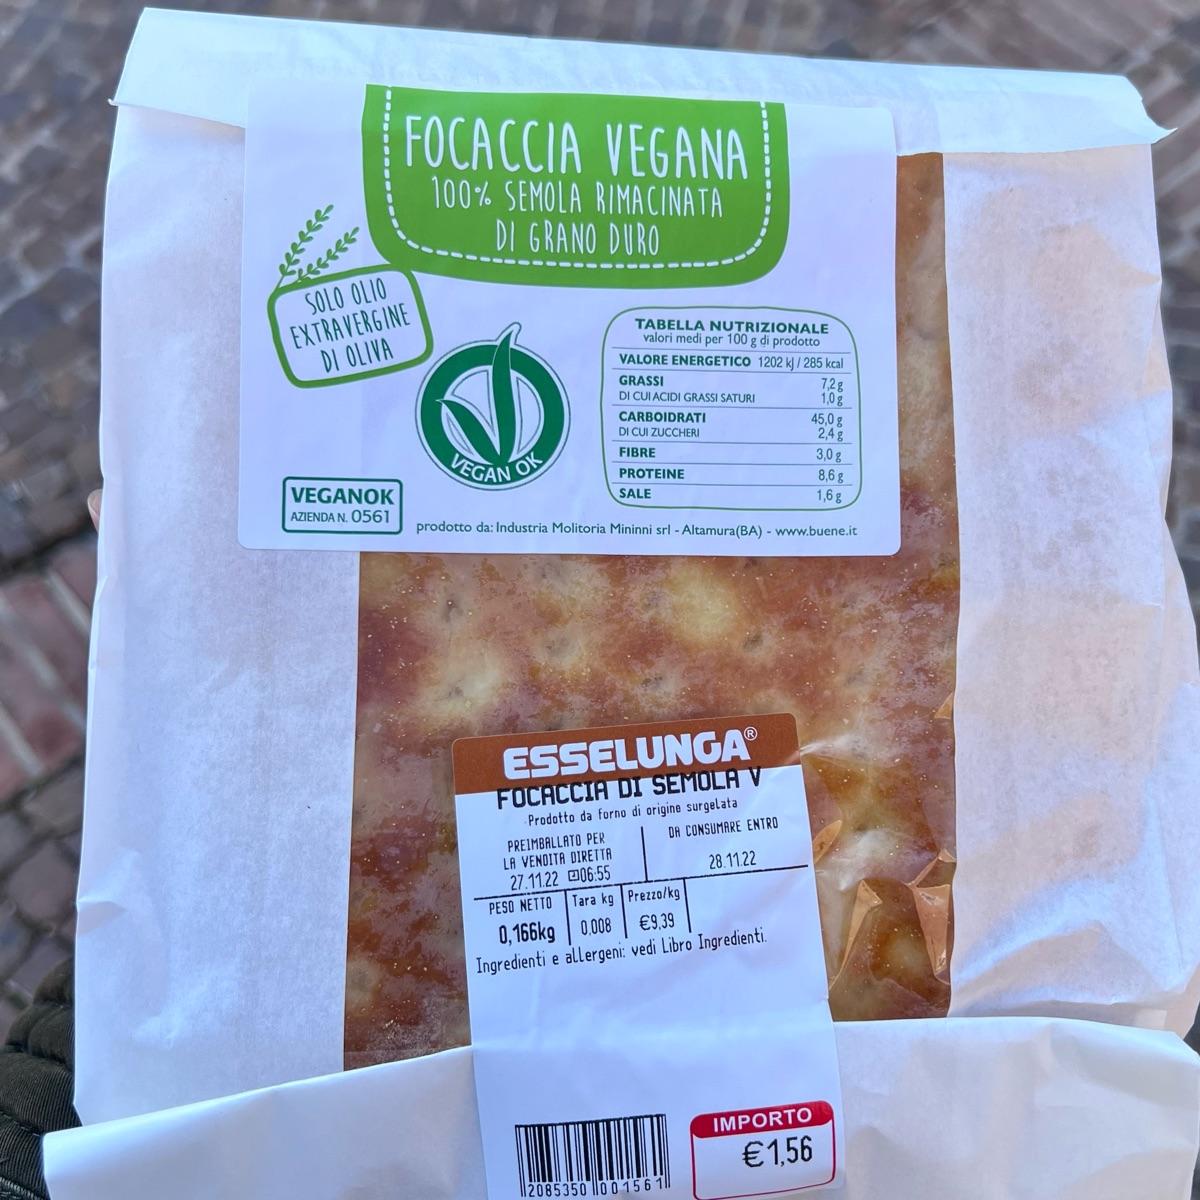 FOCACCIA VEGANA
100% SEMOLA RIMACINATA
DI GRANO DURO
SOLO OLIO
EXTRAVERGINE
DI OLIVA
VEGAN OK
TABELLA NUTRIZIONALE
valori medi per 100 g di prodotto
VALORE ENERGETICO 1202 kJ / 285 kcal
GRASSI 7,2 g
DI CUI ACIDI GRASSI SATURI 1,0 g
CARBOIDRATI 45,0 g
DI CUI ZUCCHERI 2,4 g
FIBRE 3,0 g
PROTEINE 8,6 g
SALE 1,6 g
VEGANOK
AZIENDA N. 0561
prodotto da: Industria Molitoria Mininni srl - Altamura(BA) - www.buene.it
ESSELUNGA®
FOCACCIA DI SEMOLA V
Prodotto da forno di origine surgelata
PREIMBALLATO PER
LA VENDITA DIRETTA
27.11.22 06:55
DA CONSUMARE ENTRO
28.11.22
PESO NETTO Tara kg Prezzo/kg
0,166kg 0,008 €9,39
Ingredienti e allergeni: vedi Libro Ingredienti.
IMPORTO
€1,56
2085350 001561